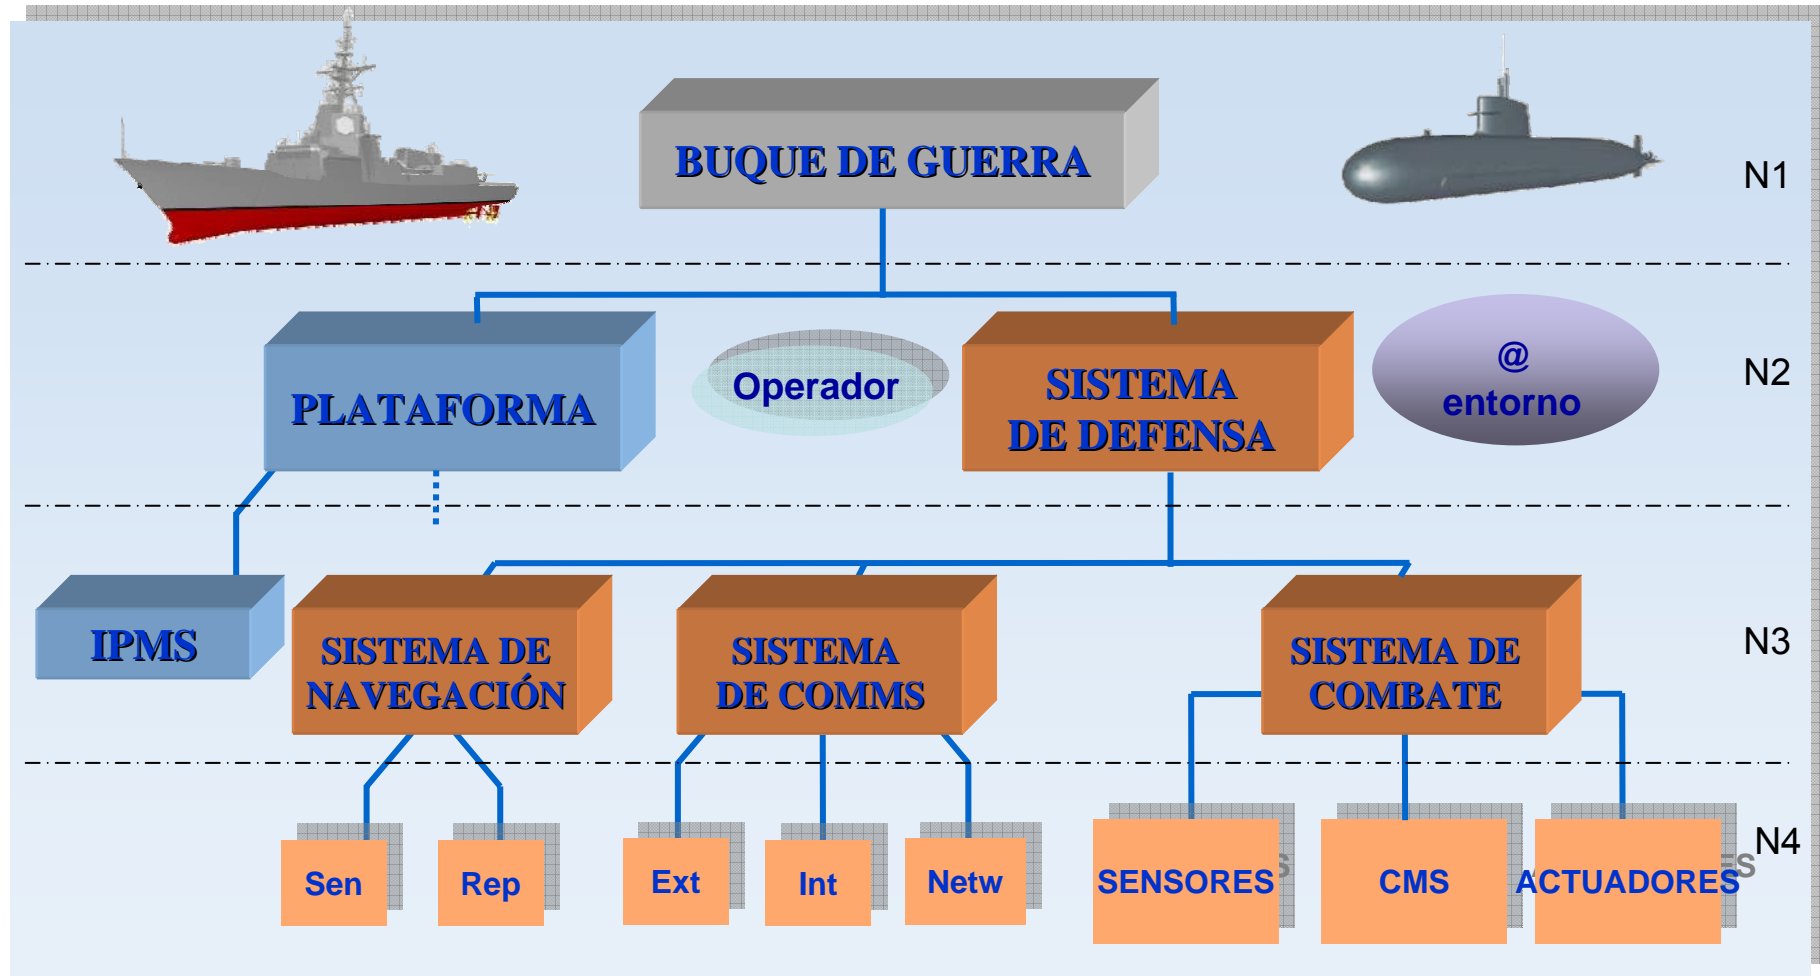 BUQUE DE GUERRA
N1
PLATAFORMA
Operador
SISTEMA
DE DEFENSA
@
entorno
N2
IPMS
SISTEMA DE
NAVEGACIÓN
SISTEMA
DE COMMS
SISTEMA DE
COMBATE
N3
Sen
Rep
Ext
Int
Netw
SENSORES
CMS
ACTUADORES
N4